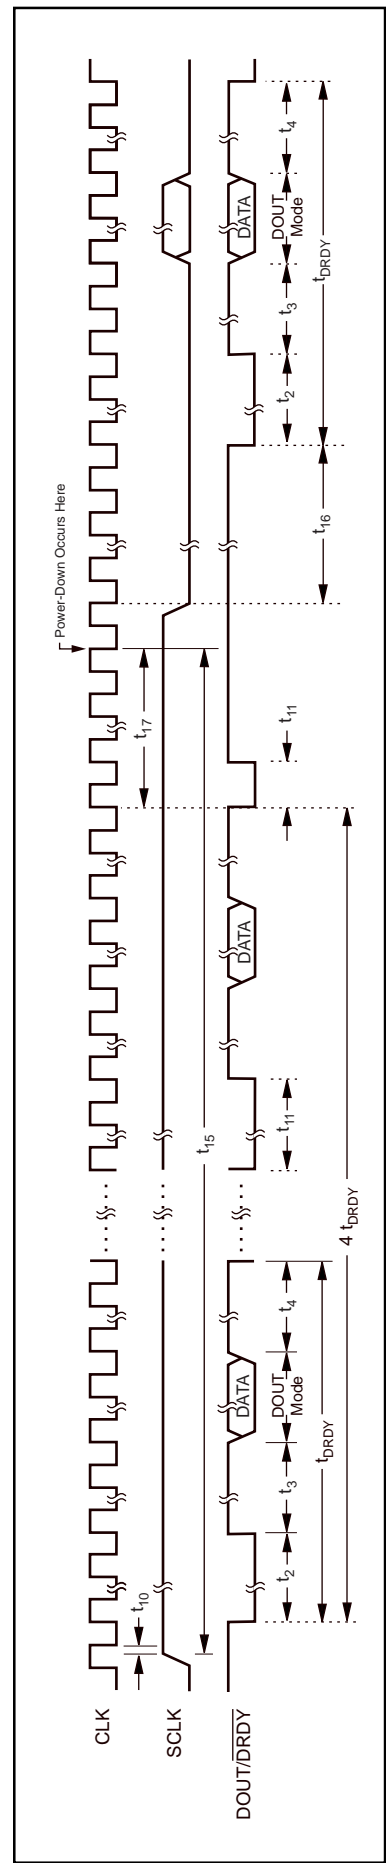 Power-Down Occurs Here
CLK
t10
t17
SCLK
t15
DOUT/DRDY
DATA
DATA
DATA
t2
t3
DOUT
Mode
t4
t11
t11
t16
t2
t3
DOUT
Mode
t4
tDRDY
tDRDY
4 tDRDY